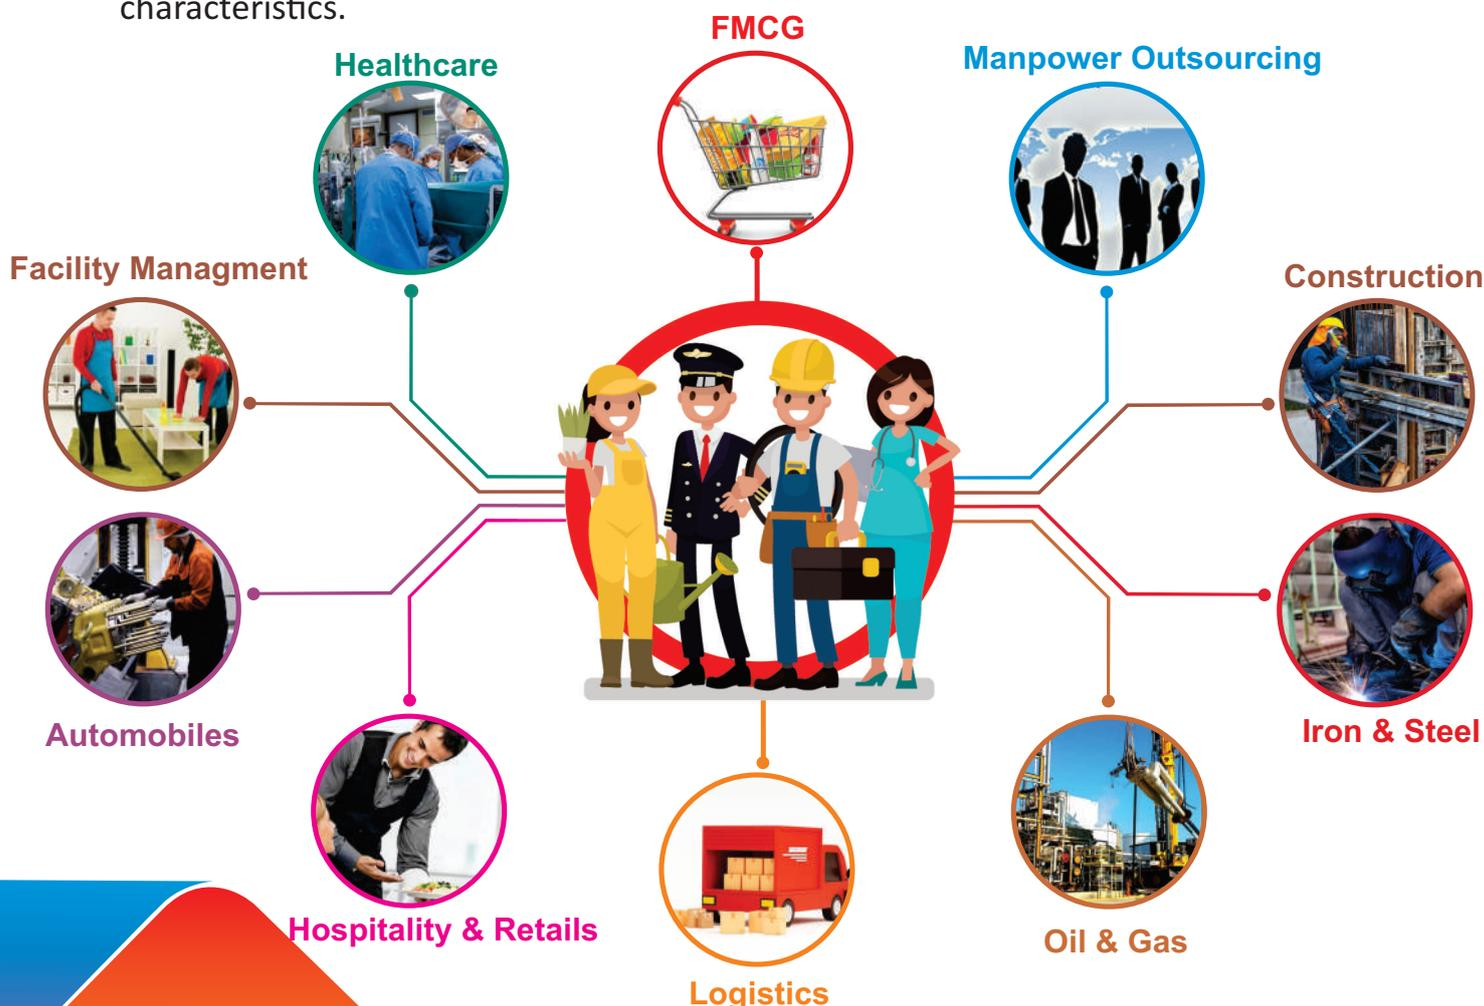 characteristics.
FMCG
Healthcare
Manpower Outsourcing
Facility Managment
Construction
Automobiles
Iron & Steel
Hospitality & Retails
Oil & Gas
Logistics